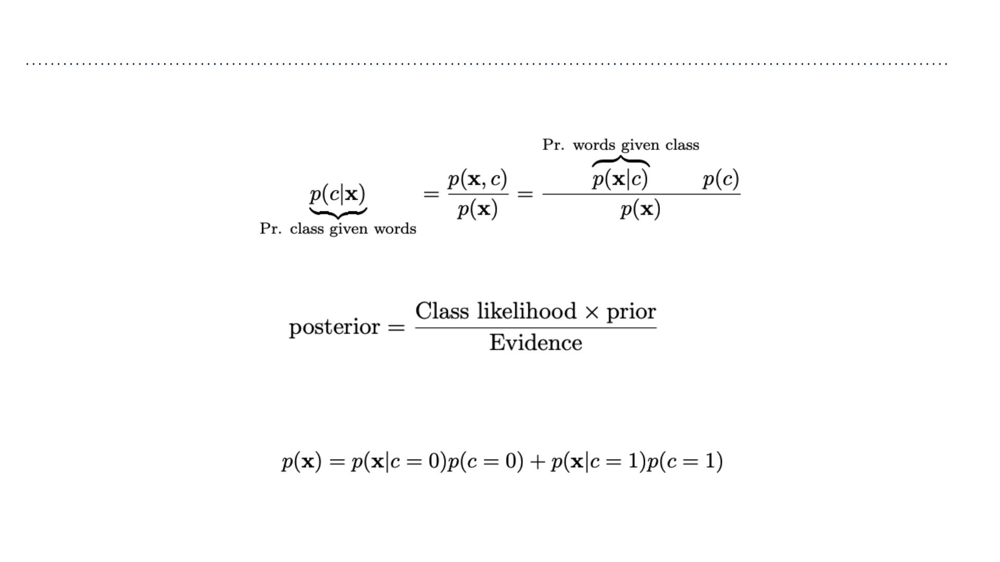 Pr. words given class
p(c|x) = p(x, c) / p(x) = p(x|c) p(c) / p(x)
Pr. class given words
posterior = Class likelihood × prior / Evidence
p(x) = p(x|c = 0)p(c = 0) + p(x|c = 1)p(c = 1)